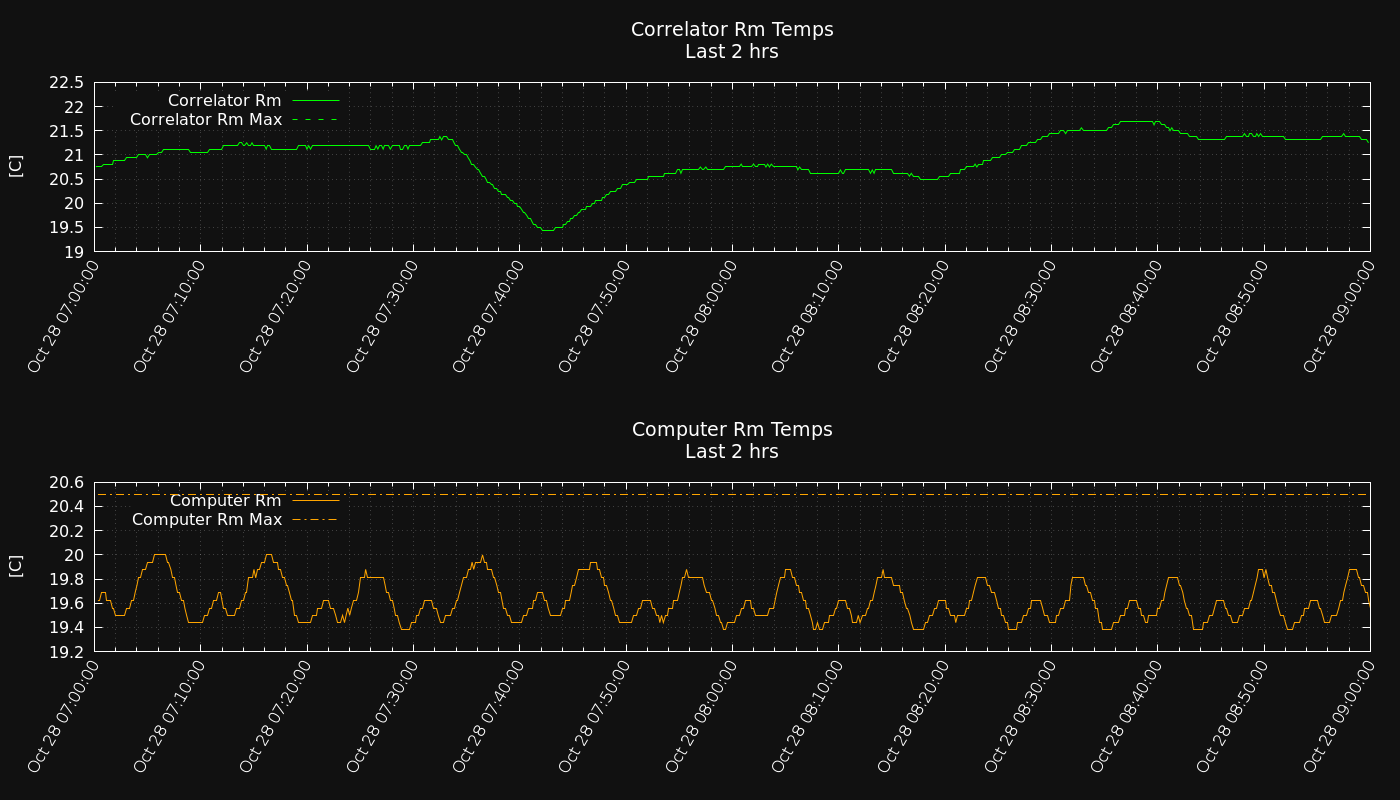 Correlator Rm Temps
Last 2 hrs
22.5
22
21.5
21
20.5
20
19.5
19
[C]
Correlator Rm
Correlator Rm Max
Oct 28 07:00:00
Oct 28 07:10:00
Oct 28 07:20:00
Oct 28 07:30:00
Oct 28 07:40:00
Oct 28 07:50:00
Oct 28 08:00:00
Oct 28 08:10:00
Oct 28 08:20:00
Oct 28 08:30:00
Oct 28 08:40:00
Oct 28 08:50:00
Oct 28 09:00:00
Computer Rm Temps
Last 2 hrs
20.6
20.4
20.2
20
19.8
19.6
19.4
19.2
[C]
Computer Rm
Computer Rm Max
Oct 28 07:00:00
Oct 28 07:10:00
Oct 28 07:20:00
Oct 28 07:30:00
Oct 28 07:40:00
Oct 28 07:50:00
Oct 28 08:00:00
Oct 28 08:10:00
Oct 28 08:20:00
Oct 28 08:30:00
Oct 28 08:40:00
Oct 28 08:50:00
Oct 28 09:00:00